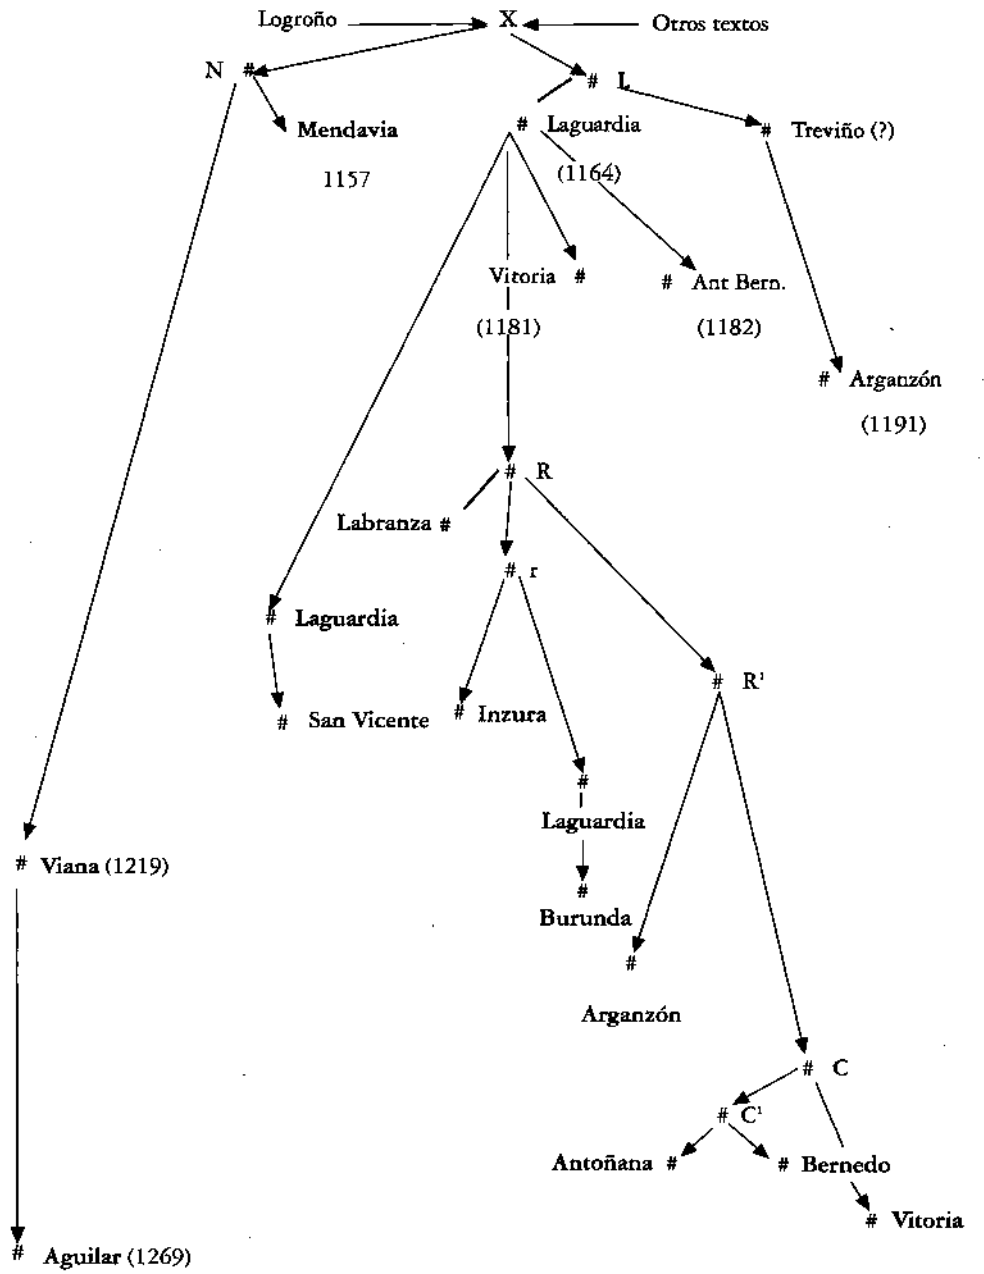 Logroño X Otros textos
N # # L
# Mendavia # Laguardia # Treviño (?)
1157 (1164)
Vitoria # # Ant Bern.
(1181) (1182)
# Arganzón
(1191)
# R
Labranza #
# r
# Laguardia
# R¹
# San Vicente # Inzura
#
Laguardia
# Viana (1219)
#
Burunda
#
Arganzón
# C
# C¹
Antoñana # # Bernedo
# Vitoria
# Aguilar (1269)